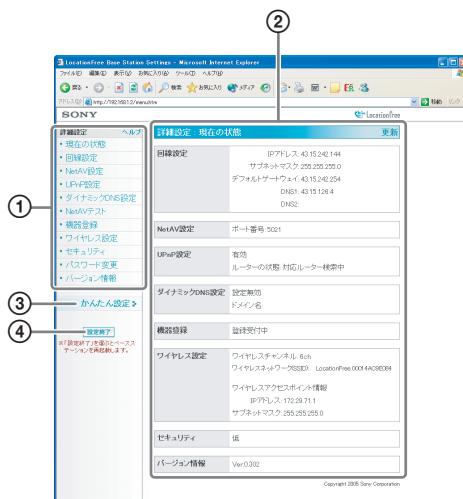 ②
LocationFree Base Station Settings - Microsoft Internet Explorer
ファイル(F) 編集(E) 表示(V) お気に入り(A) ツール(T) ヘルプ(H)
戻る 検索 お気に入り メディア
アドレス(D) 移動 リンク
SONY LocationFree
詳細設定 ヘルプ
・現在の状態
・回線設定
・NetAV設定
・UPnP設定
・ダイナミックDNS設定
・NetAVテスト
・機器登録
・ワイヤレス設定
・セキュリティ
・パスワード変更
・バージョン情報
①
③
かんたん設定
④
設定終了
※「設定終了」を選ぶとベースス
テーションを再起動します。
詳細設定:現在の状態 更新
回線設定
IPアドレス: 43.15.242.144
サブネットマスク: 255.255.255.0
デフォルトゲートウェイ: 43.15.242.254
DNS1: 43.15.126.4
DNS2:
NetAV設定 ポート番号: 5021
UPnP設定 有効
ルーターの状態: 対応ルーター検索中
ダイナミックDNS設定 設定無効
ドメイン名:
機器登録 登録受付中
ワイヤレス設定 ワイヤレスチャンネル: 6ch
ワイヤレスネットワーク(SSID): LocationFree.00014AC9E084
ワイヤレスアクセスポイント情報
IPアドレス: 172.29.71.1
サブネットマスク: 255.255.255.0
セキュリティ 低
バージョン情報 Ver.0.302
Copyright 2005 Sony Corporation